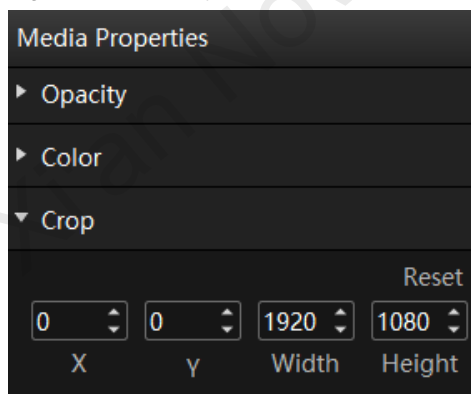 Media Properties
Opacity
Color
Crop
Reset
0 0 1920 1080
X Y Width Height